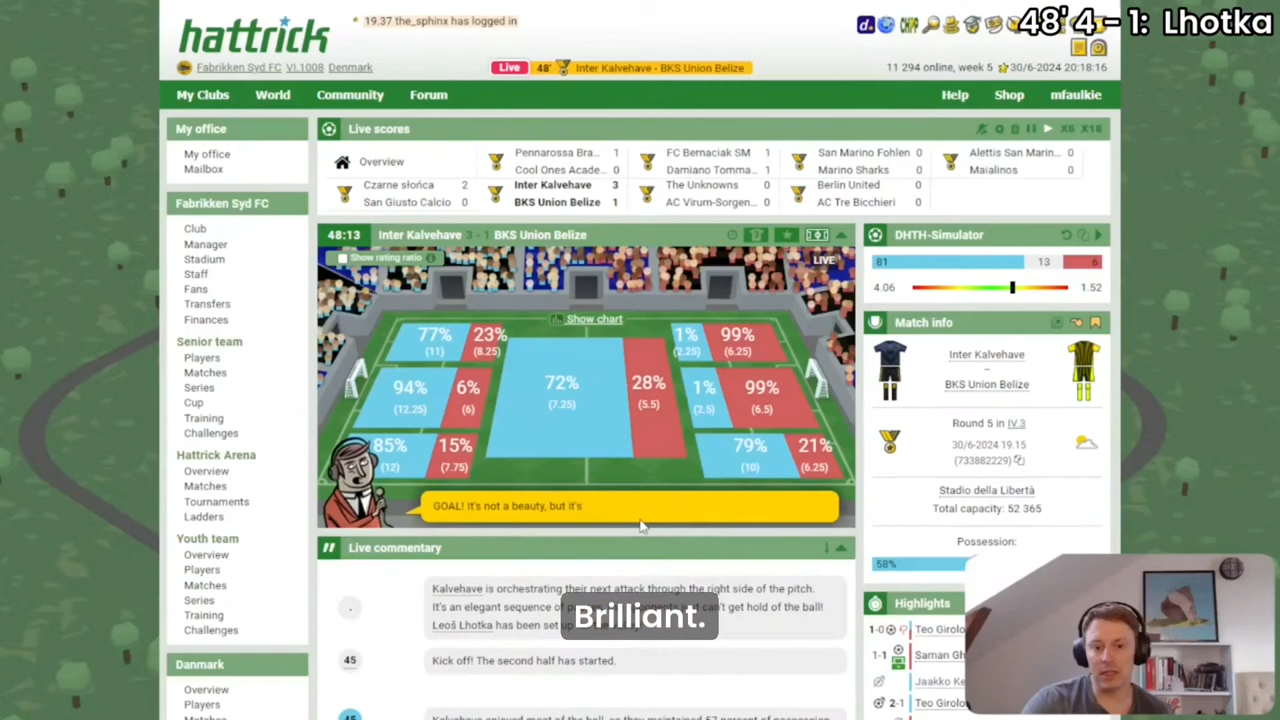 hattrick
19.37 the_sphinx has logged in
48' 4 - 1: Lhotka
Fabrikken Syd FC VI.1008 Denmark
Live 48' Inter Kalvehave - BKS Union Belize
11 294 online, week 5 30/6-2024 20:18:16
My Clubs World Community Forum
Help Shop mfaulkie
My office
My office
Mailbox
Fabrikken Syd FC
Club
Manager
Stadium
Staff
Fans
Transfers
Finances
Senior team
Players
Matches
Series
Cup
Training
Challenges
Hattrick Arena
Overview
Matches
Tournaments
Ladders
Youth team
Overview
Players
Matches
Series
Training
Challenges
Danmark
Overview
Players
Live scores
X6 X18
Overview
Pennarossa Bra... 1
Cool Ones Acade... 0
FC Bernaciak SM 1
Damiano Tomma... 1
San Marino Fohlen 0
Marino Sharks 0
Alettis San Marin... 0
Maialinos 0
Czarne słońca 2
San Giusto Calcio 0
Inter Kalvehave 3
BKS Union Belize 1
The Unknowns 0
AC Virum-Sorgen... 0
Berlin United 0
AC Tre Bicchieri 0
48:13 Inter Kalvehave 3 - 1 BKS Union Belize
Show rating ratio
LIVE
Show chart
77% (11) 23% (8.25)
94% (12.25) 6% (6)
85% (12) 15% (7.75)
72% (7.25) 28% (5.5)
1% (2.25) 99% (6.25)
1% (2.5) 99% (6.5)
79% (10) 21% (6.25)
GOAL! It's not a beauty, but it's
Live commentary
Kalvehave is orchestrating their next attack through the right side of the pitch.
It's an elegant sequence of can't get hold of the ball!
Leoš Lhotka has been set up
45 Kick off! The second half has started.
45
Brilliant.
DHTH-Simulator
81 13 6
4.06 1.52
Match info
Inter Kalvehave
–
BKS Union Belize
Round 5 in IV.3
30/6-2024 19.15
(733882229)
Stadio della Libertà
Total capacity: 52 365
Possession:
58%
Highlights
1-0 Teo Girolo
1-1 Saman Gh
Jaakko Ke
2-1 Teo Girolo